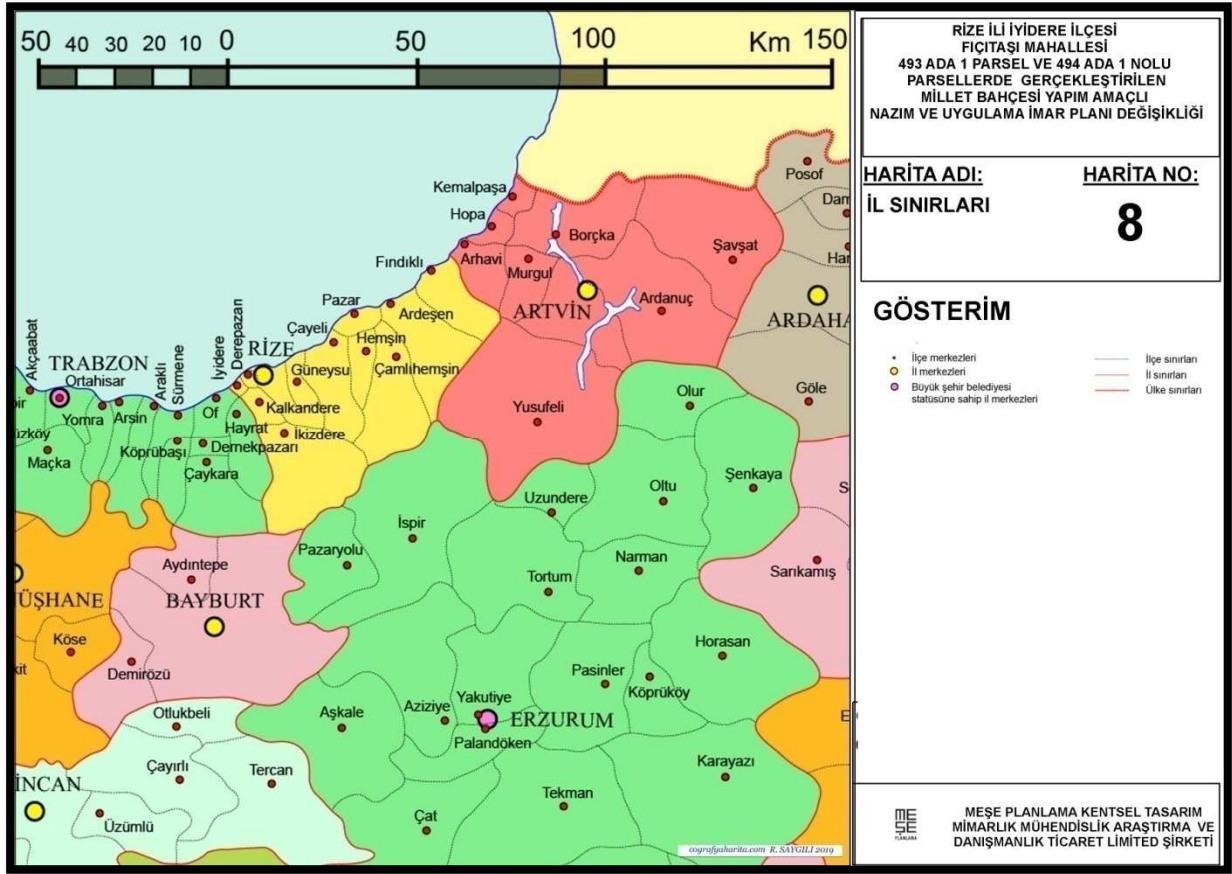 50 40 30 20 10 0 50 100 Km 150
Kemalpaşa
Hopa
Arhavi
Borçka
Murgul
Şavşat
Posof
Fındıklı
ARTVİN
Ardanuç
Pazar
Ardeşen
Çayeli
Hemşin
Çamlıhemşin
Derepazarı
İyidere
RİZE
Güneysu
Kalkandere
İkizdere
Akçaabat
TRABZON
Ortahisar
Yomra
Arsin
Araklı
Sürmene
Of
Hayrat
Dernekpazarı
Köprübaşı
Çaykara
Maçka
Yusufeli
Göle
Olur
Şenkaya
Oltu
Uzundere
İspir
Pazaryolu
Narman
Tortum
Sarıkamış
Aydıntepe
BAYBURT
Köse
Demirözü
Horasan
Pasinler
Köprüköy
Yakutiye
Aziziye
ERZURUM
Palandöken
Aşkale
Otlukbeli
Çayırlı
Tercan
Üzümlü
Karayazı
Tekman
Çat
cografyaharita.com R. SAYGILI 2019
RİZE İLİ İYİDERE İLÇESİ
FIÇITAŞI MAHALLESİ
493 ADA 1 PARSEL VE 494 ADA 1 NOLU
PARSELLERDE GERÇEKLEŞTİRİLEN
MİLLET BAHÇESİ YAPIM AMAÇLI
NAZIM VE UYGULAMA İMAR PLANI DEĞİŞİKLİĞİ
HARİTA ADI: HARİTA NO:
İL SINIRLARI 8
GÖSTERİM
İlçe merkezleri
İl merkezleri
Büyük şehir belediyesi
statüsüne sahip il merkezleri
İlçe sınırları
İl sınırları
Ülke sınırları
MEŞE
PLANLAMA
MEŞE PLANLAMA KENTSEL TASARIM
MİMARLIK MÜHENDİSLİK ARAŞTIRMA VE
DANIŞMANLIK TİCARET LİMİTED ŞİRKETİ